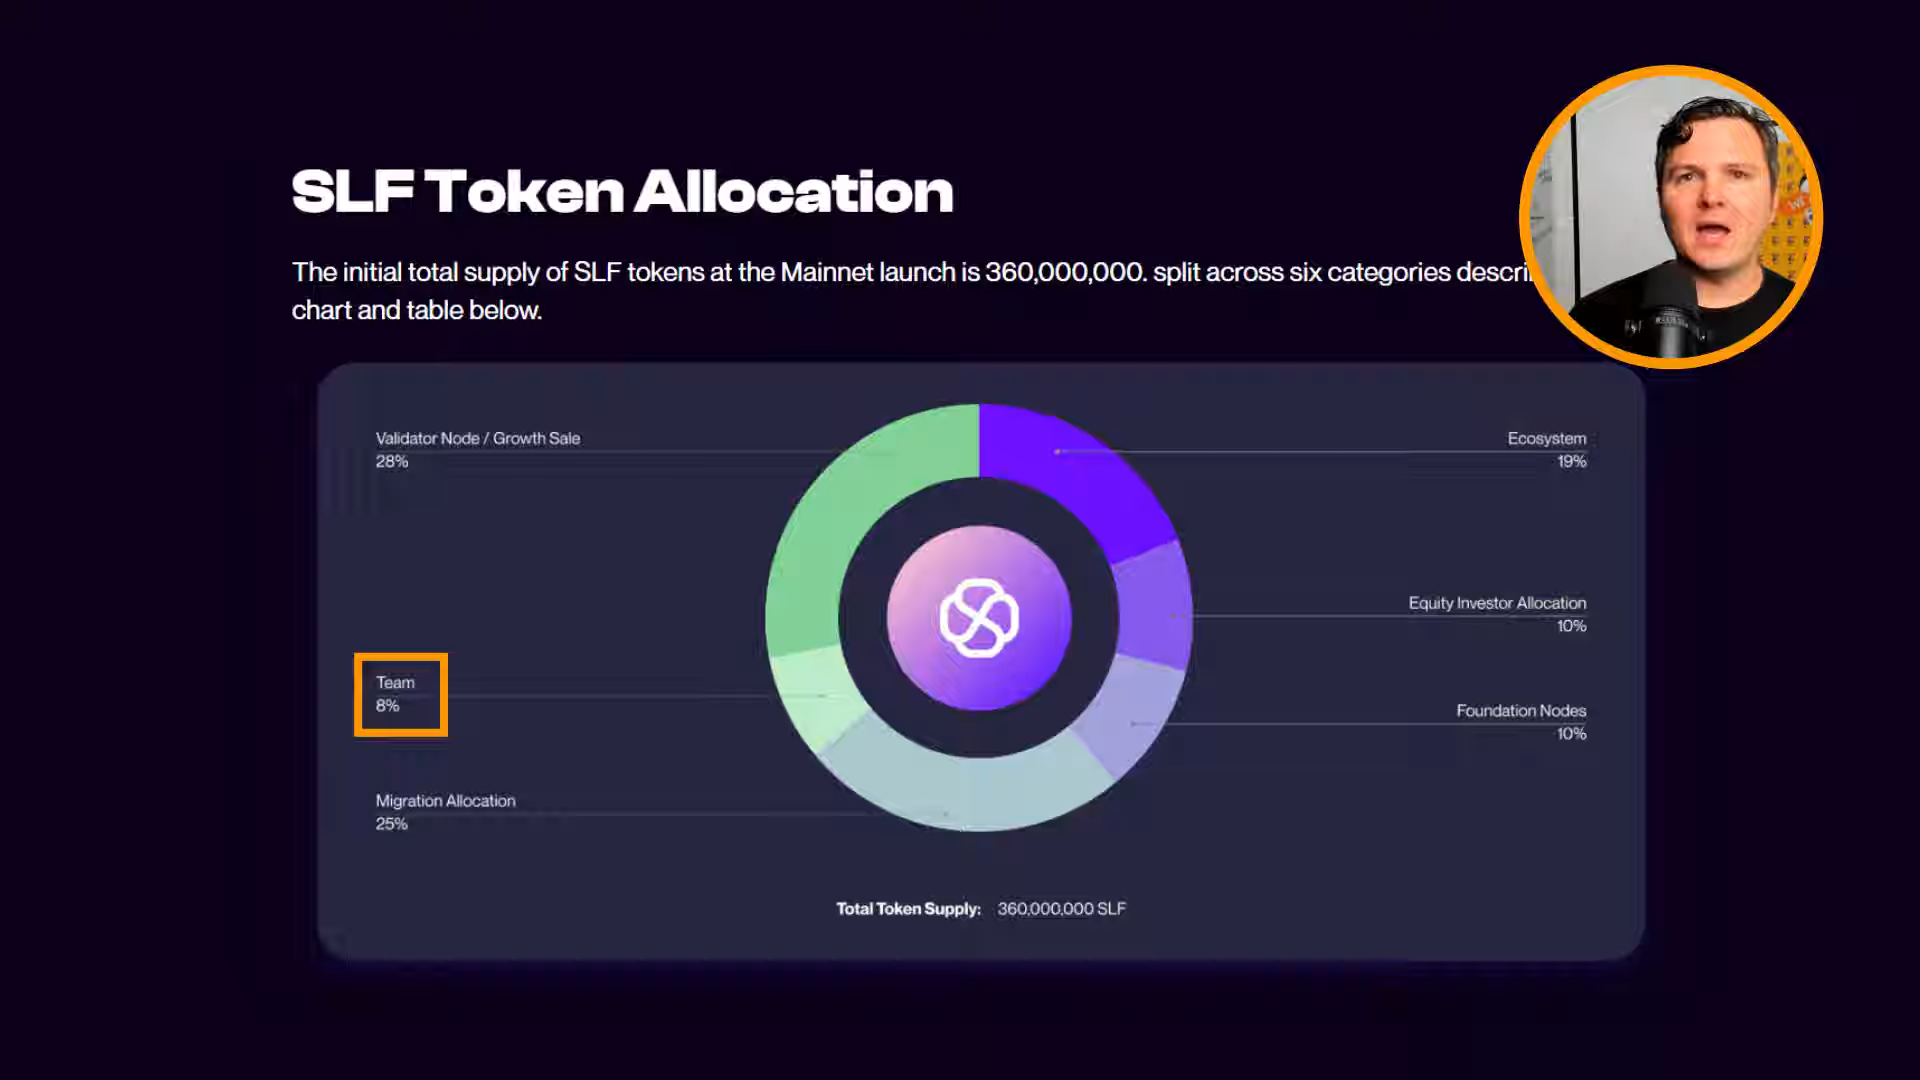 SLF Token Allocation
The initial total supply of SLF tokens at the Mainnet launch is 360,000,000. split across six categories
chart and table below.
Validator Node / Growth Sale
28%
Ecosystem
19%
Equity Investor Allocation
10%
Team
8%
Foundation Nodes
10%
Migration Allocation
25%
Total Token Supply: 360,000,000 SLF